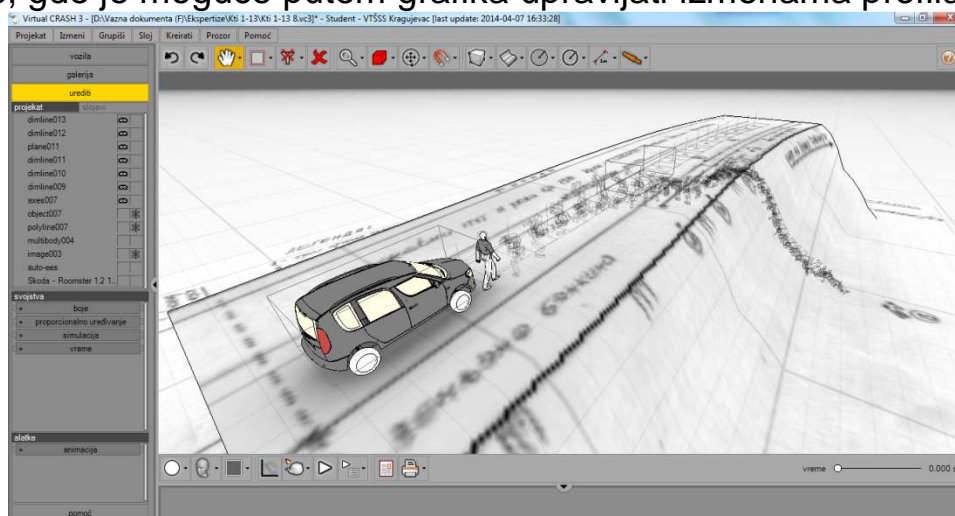 , gde je moguće putem grafika upravljati izmenama profila
Virtual CRASH 3 - [D:\Vazna dokumenta (F)\Ekspertize\Kti 1-13\Kti 1-13 8.vc3]* - Student - VTŠSS Kragujevac [last update: 2014-04-07 16:33:28]
Projekat Izmeni Grupiši Sloj Kreirati Prozor Pomoć
vozila
galerija
urediti
projekat slojevi
dimline013
dimline012
plane011
dimline011
dimline010
dimline009
axes007
object007
polyline007
multibody004
image003
auto-ees
Skoda - Roomster 1.2 1...
svojstva
+ boje
+ proporcionalno uređivanje
+ simulacija
+ vreme
alatke
+ animacija
pomoć
vreme 0.000 s